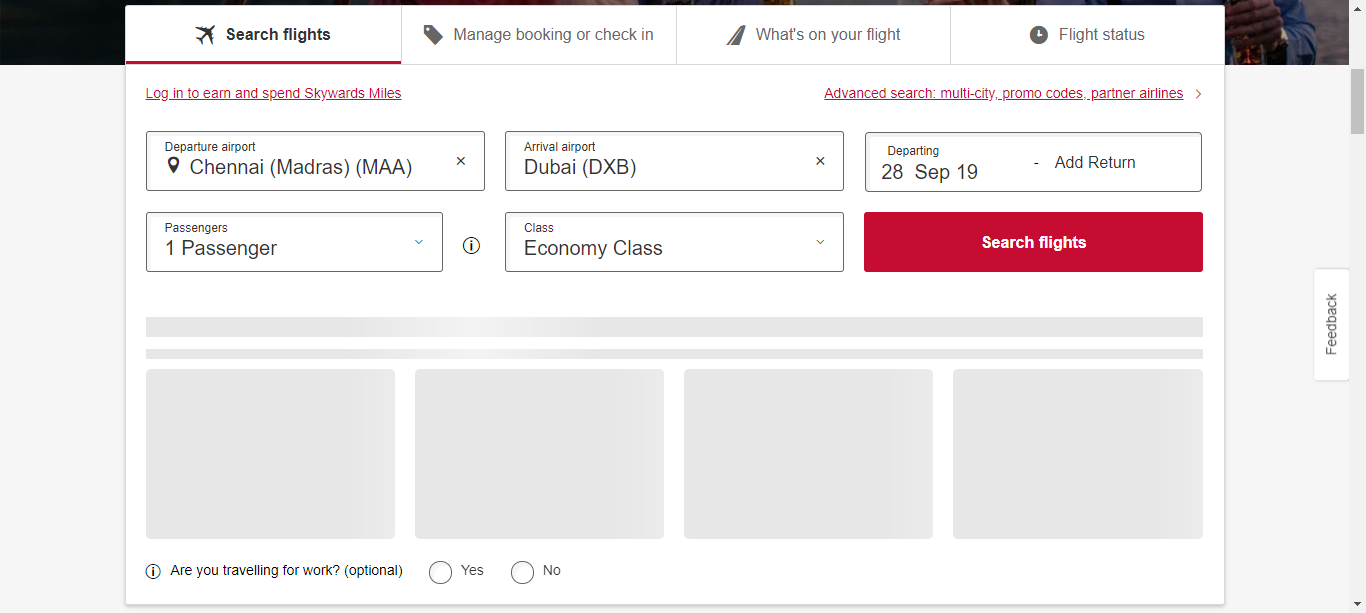 Search flights
Manage booking or check in
What's on your flight
Flight status
Log in to earn and spend Skywards Miles
Advanced search: multi-city, promo codes, partner airlines
Departure airport
Chennai (Madras) (MAA)
Arrival airport
Dubai (DXB)
Departing
28 Sep 19
- Add Return
Passengers
1 Passenger
Class
Economy Class
Search flights
Feedback
Are you travelling for work? (optional)
Yes
No